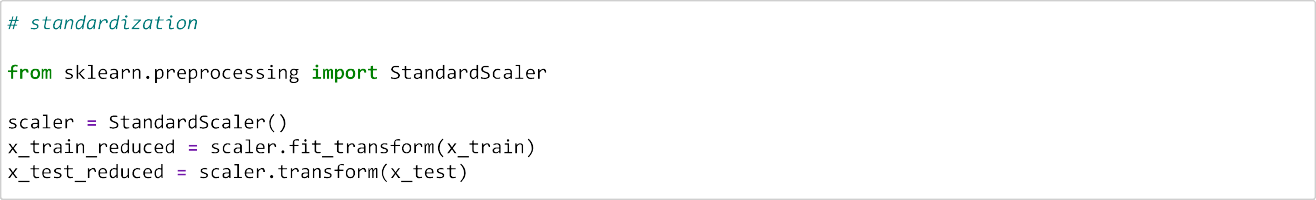 # standardization
from sklearn.preprocessing import StandardScaler
scaler = StandardScaler()
x_train_reduced = scaler.fit_transform(x_train)
x_test_reduced = scaler.transform(x_test)